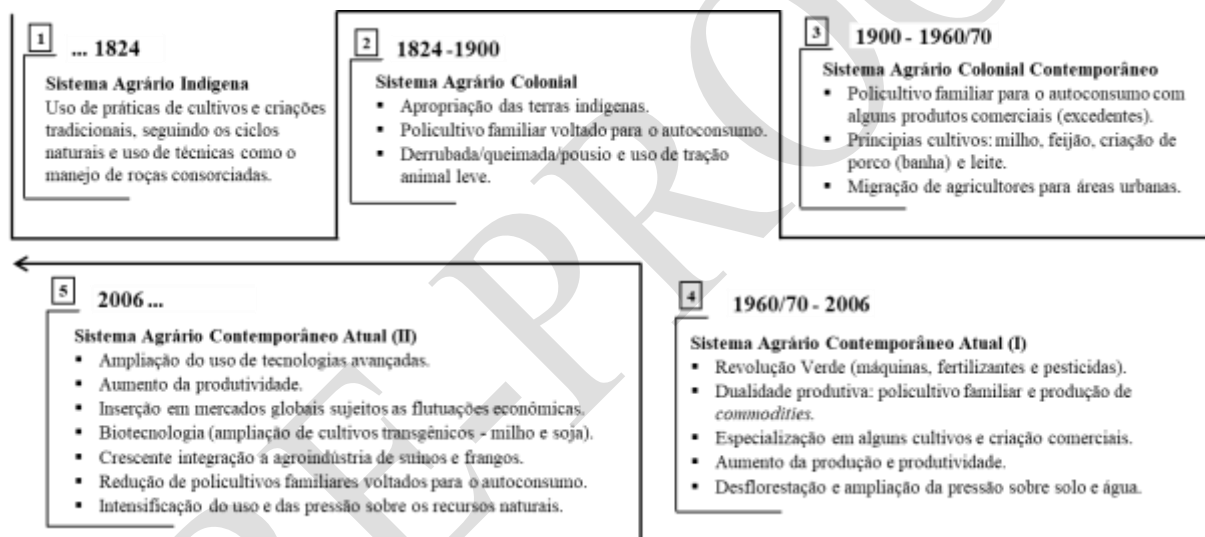 1
... 1824
Sistema Agrário Indígena
Uso de práticas de cultivos e criações
tradicionais, seguindo os ciclos
naturais e uso de técnicas como o
manejo de roças consorciadas.
2
1824 -1900
Sistema Agrário Colonial
▪ Apropriação das terras indígenas.
▪ Policultivo familiar voltado para o autoconsumo.
▪ Derrubada/queimada/pousio e uso de tração
animal leve.
3
1900 - 1960/70
Sistema Agrário Colonial Contemporâneo
▪ Policultivo familiar para o autoconsumo com
alguns produtos comerciais (excedentes).
▪ Principias cultivos: milho, feijão, criação de
porco (banha) e leite.
▪ Migração de agricultores para áreas urbanas.
4
1960/70 - 2006
Sistema Agrário Contemporâneo Atual (I)
▪ Revolução Verde (máquinas, fertilizantes e pesticidas).
▪ Dualidade produtiva: policultivo familiar e produção de
commodities.
▪ Especialização em alguns cultivos e criação comerciais.
▪ Aumento da produção e produtividade.
▪ Desflorestação e ampliação da pressão sobre solo e água.
5
2006 ...
Sistema Agrário Contemporâneo Atual (II)
▪ Ampliação do uso de tecnologias avançadas.
▪ Aumento da produtividade.
▪ Inserção em mercados globais sujeitos as flutuações econômicas.
▪ Biotecnologia (ampliação de cultivos transgênicos - milho e soja).
▪ Crescente integração à agroindústria de suínos e frangos.
▪ Redução de policultivos familiares voltados para o autoconsumo.
▪ Intensificação do uso e das pressão sobre os recursos naturais.